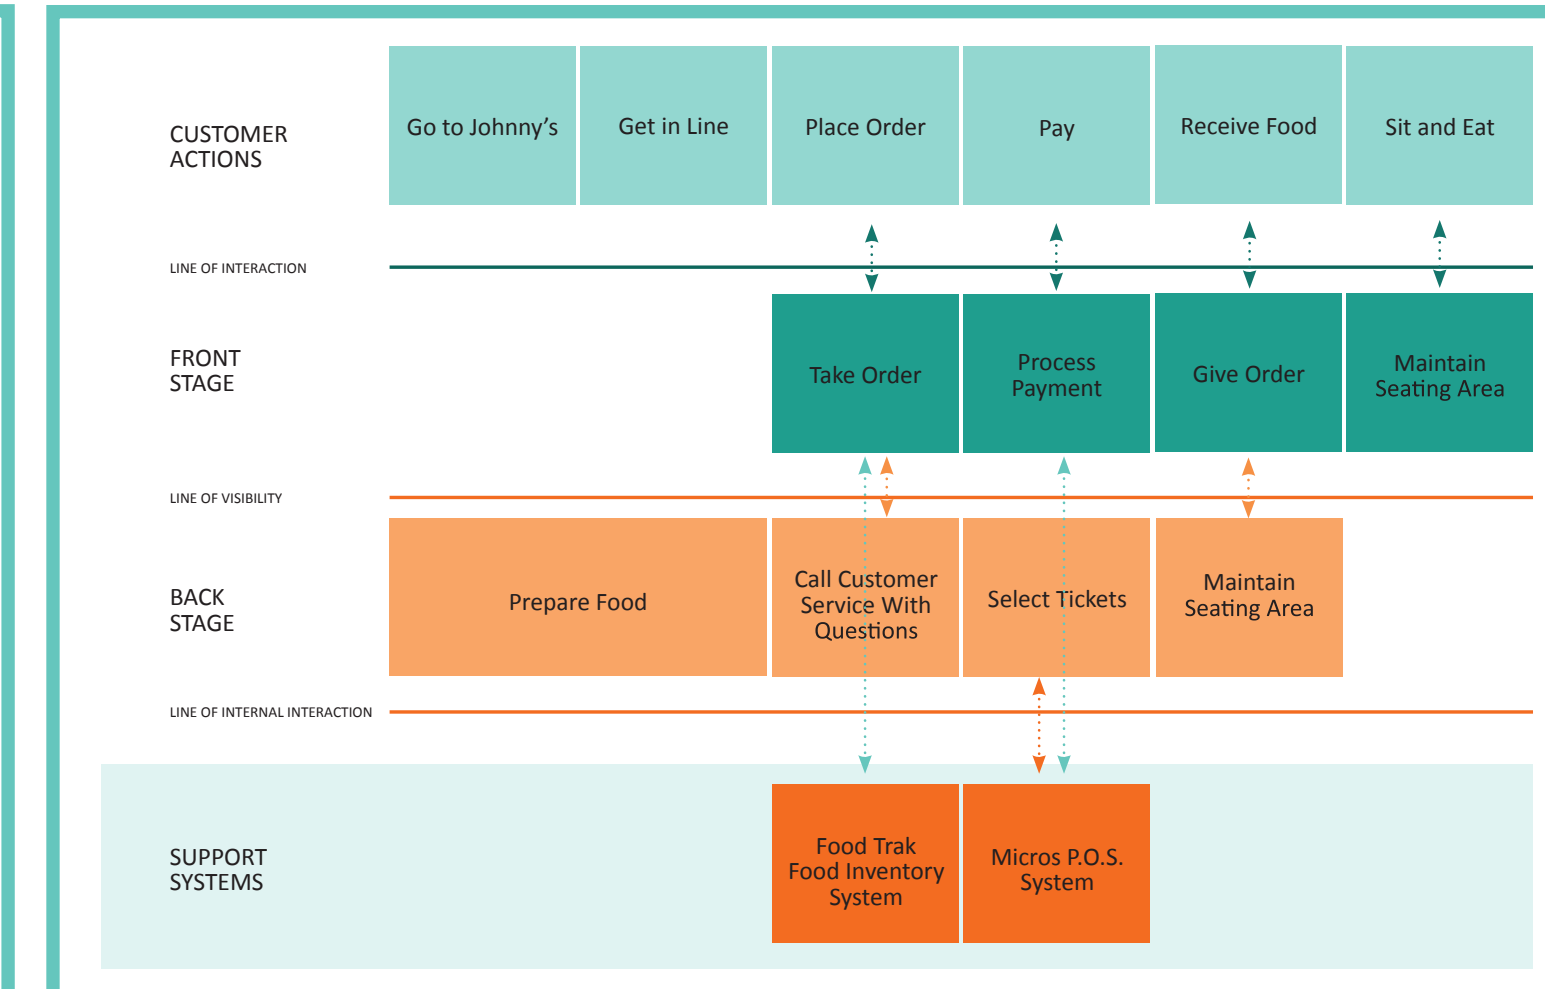 CUSTOMER
ACTIONS
Go to Johnny’s
Get in Line
Place Order
Pay
Receive Food
Sit and Eat
LINE OF INTERACTION
FRONT
STAGE
Take Order
Process
Payment
Give Order
Maintain
Seating Area
LINE OF VISIBILITY
BACK
STAGE
Prepare Food
Call Customer
Service With
Questions
Select Tickets
Maintain
Seating Area
LINE OF INTERNAL INTERACTION
SUPPORT
SYSTEMS
Food Trak
Food Inventory
System
Micros P.O.S.
System